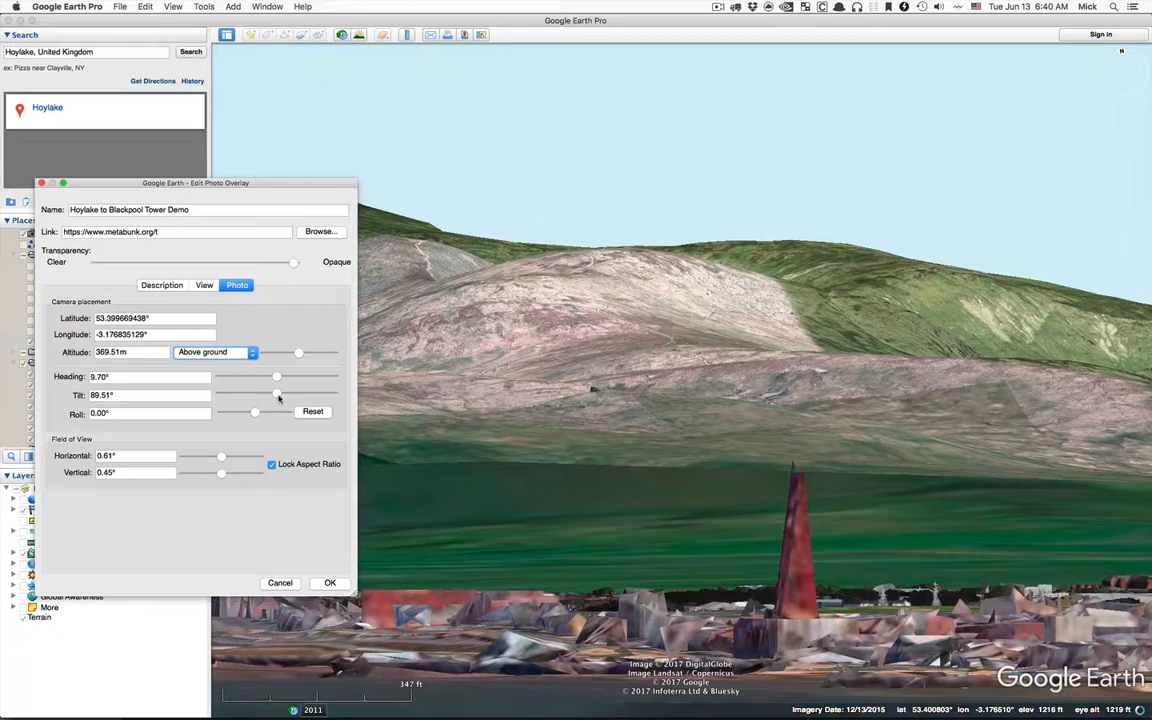 Google Earth Pro File Edit View Tools Add Window Help Tue Jun 13 6:40 AM Mick
Google Earth Pro
Search
Hoylake, United Kingdom Search
ex: Pizza near Clayville, NY
Get Directions History
Hoylake
Sign in
N
Google Earth - Edit Photo Overlay
Name: Hoylake to Blackpool Tower Demo
Link: https://www.metabunk.org/t Browse...
Transparency:
Clear Opaque
Description View Photo
Camera placement
Latitude: 53.399669438°
Longitude: -3.176835129°
Altitude: 369.51m Above ground
Heading: 9.70°
Tilt: 89.51°
Roll: 0.00° Reset
Field of View
Horizontal: 0.61°
Vertical: 0.45°
Lock Aspect Ratio
Cancel OK
Places
Layers
Global Awareness
More
Terrain
Image © 2017 DigitalGlobe
Image Landsat / Copernicus
© 2017 Google
© 2017 Infoterra Ltd & Bluesky
Google Earth
347 ft
2011
Imagery Date: 12/13/2015 lat 53.400803° lon -3.176510° elev 1216 ft eye alt 1219 ft